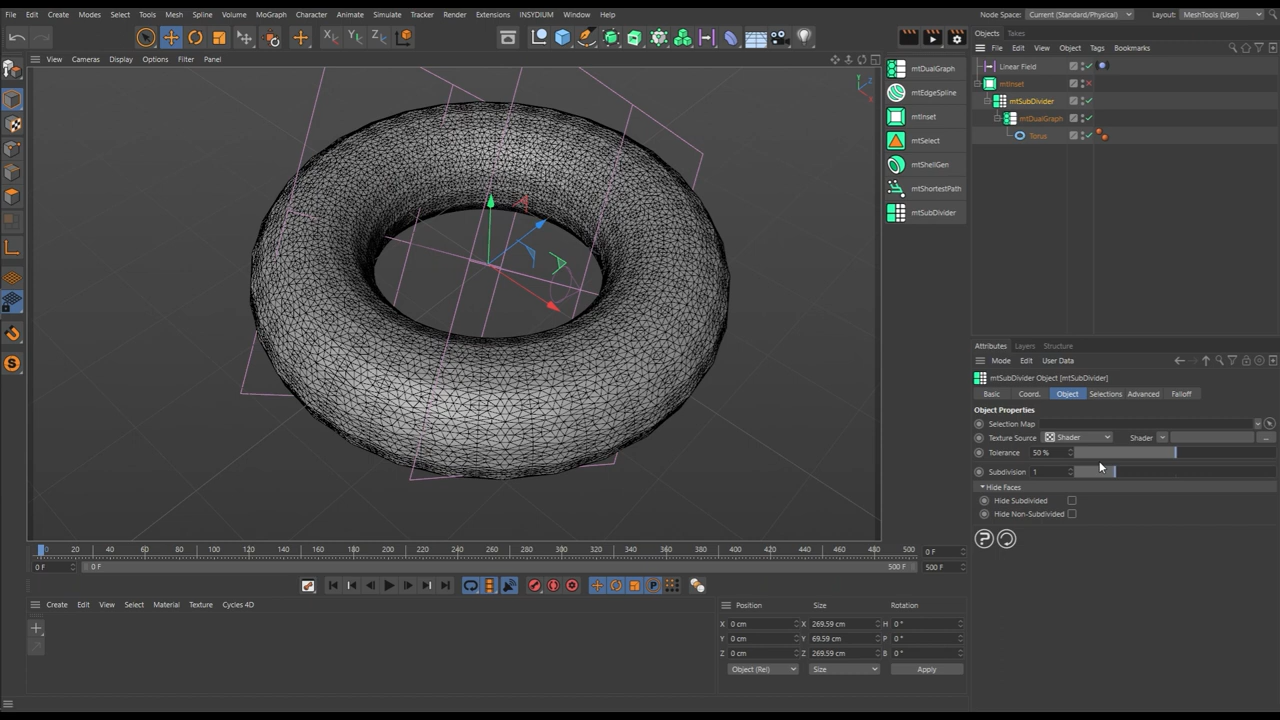 File Edit Create Modes Select Tools Mesh Spline Volume MoGraph Character Animate Simulate Tracker Render Extensions INSYDIUM Window Help Node Space: Current (Standard/Physical) Layout: MeshTools (User)
Objects Takes
File Edit View Object Tags Bookmarks
View Cameras Display Options Filter Panel
Linear Field
mtInset
mtSubDivider
mtDualGraph
Torus
mtDualGraph
mtEdgeSpline
mtInset
mtSelect
mtShellGen
mtShortestPath
mtSubDivider
Attributes Layers Structure
Mode Edit User Data
mtSubDivider Object [mtSubDivider]
Basic Coord. Object Selections Advanced Falloff
Object Properties
Selection Map
Texture Source Shader Shader ...
Tolerance 50 %
Subdivision 1
Hide Faces
Hide Subdivided
Hide Non-Subdivided
0 20 40 60 80 100 120 140 160 180 200 220 240 260 280 300 320 340 360 380 400 420 440 460 480 500 0 F
0 F 0 F 500 F 500 F
Create Edit View Select Material Texture Cycles 4D
Position Size Rotation
X 0 cm X 269.59 cm H 0 °
Y 0 cm Y 69.59 cm P 0 °
Z 0 cm Z 269.59 cm B 0 °
Object (Rel) Size Apply